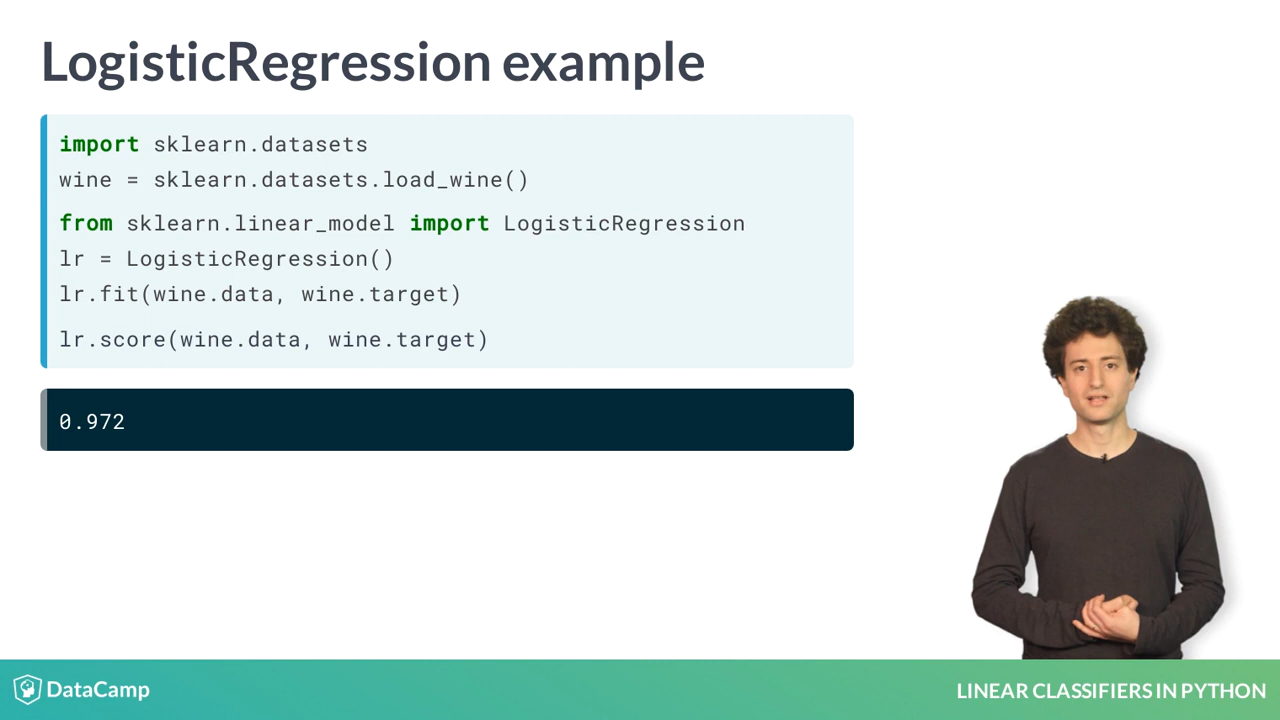 LogisticRegression example
import sklearn.datasets
wine = sklearn.datasets.load_wine()
from sklearn.linear_model import LogisticRegression
lr = LogisticRegression()
lr.fit(wine.data, wine.target)
lr.score(wine.data, wine.target)
0.972
DataCamp
LINEAR CLASSIFIERS IN PYTHON